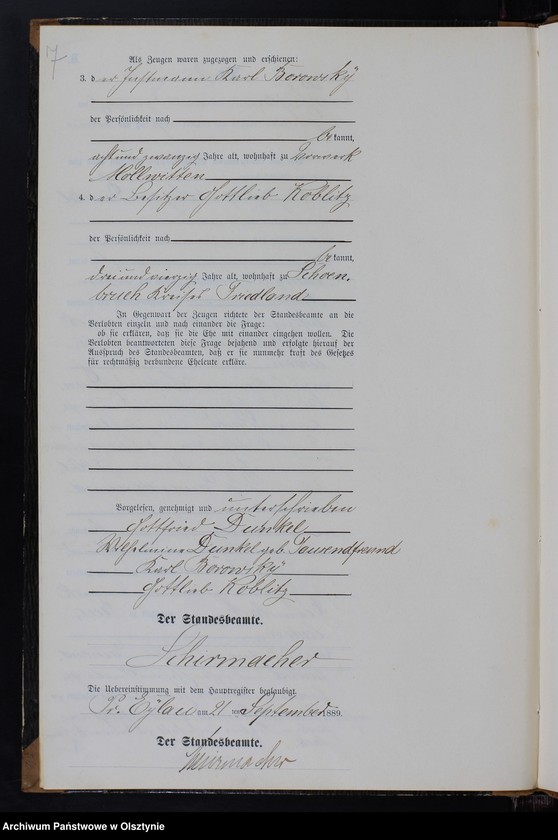 17
Als Zeugen waren zugezogen und erschienen:
3. der Instmann Karl Borowsky
der Persönlichkeit nach
bekannt,
achtundzwanzig Jahre alt, wohnhaft zu Vorwerk
Mollwitten
4. der Besitzer Gottlieb Koblitz
der Persönlichkeit nach
bekannt,
dreiundvierzig Jahre alt, wohnhaft zu Schoen-
bruch Kreises Friedland
In Gegenwart der Zeugen richtete der Standesbeamte an die
Verlobten einzeln und nach einander die Frage:
ob sie erklären, daß sie die Ehe mit einander eingehen wollen. Die
Verlobten beantworteten diese Frage bejahend und erfolgte hierauf der
Ausspruch des Standesbeamten, daß er sie nunmehr kraft des Gesetzes
für rechtmäßig verbundene Eheleute erkläre.
Vorgelesen, genehmigt und unterschrieben
Gottfried Dunkel
Wilhelmine Dunkel geb. Tausendfreund
Karl Borowsky
Gottlieb Koblitz
Der Standesbeamte.
Schirmacher
Die Uebereinstimmung mit dem Hauptregister beglaubigt.
Pr. Eylau am 21 ten September 1889.
Der Standesbeamte.
Schirmacher
Archiwum Państwowe w Olsztynie